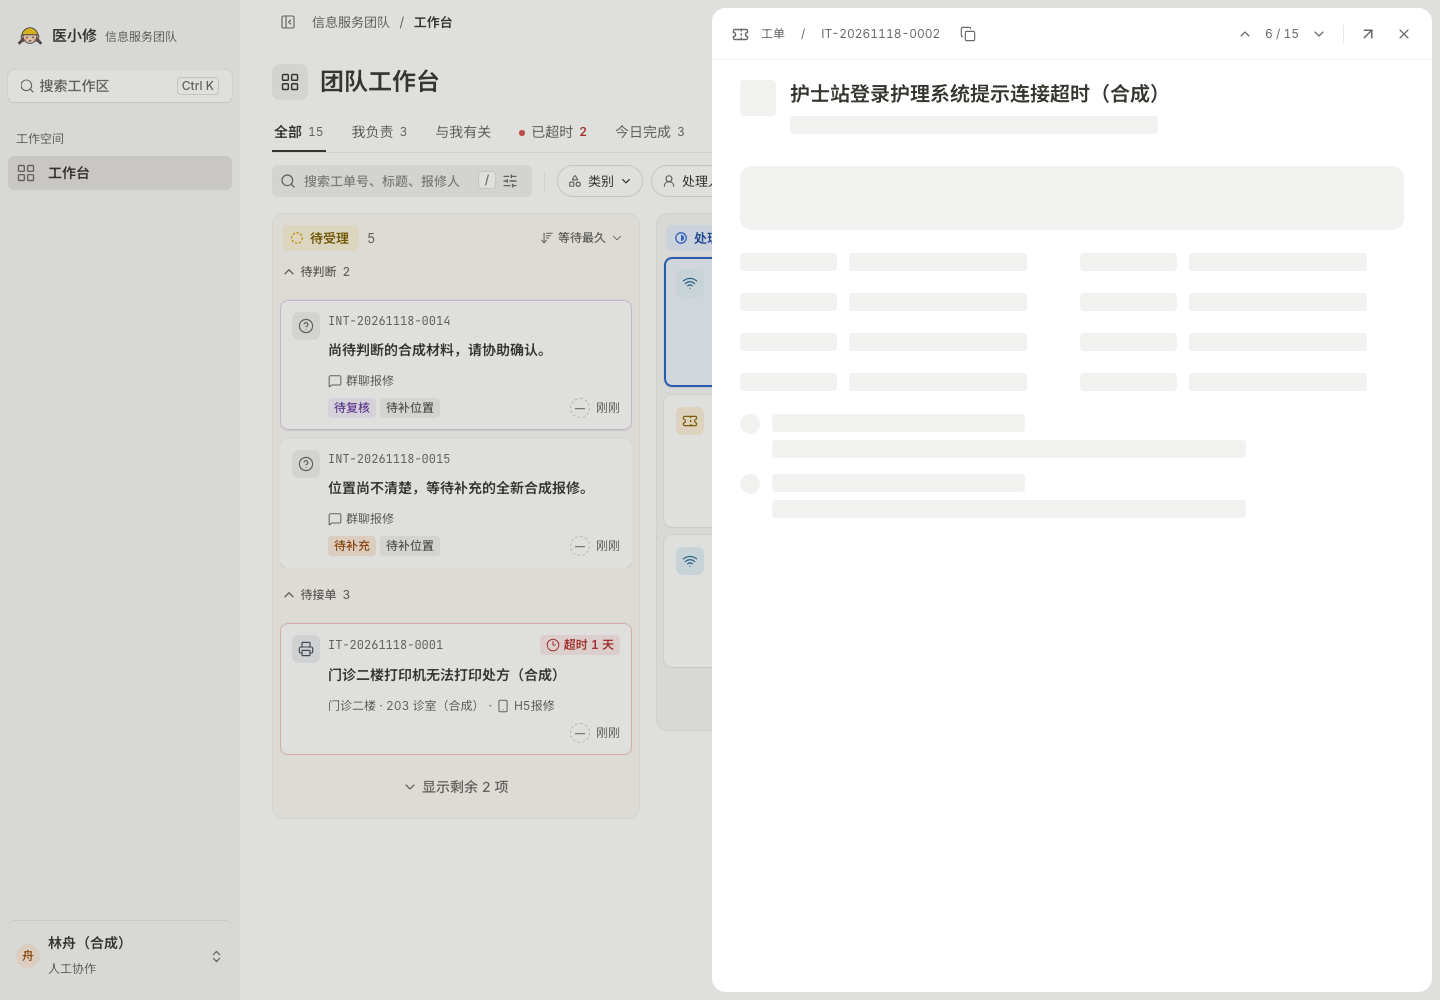 医小修 信息服务团队
搜索工作区 Ctrl K
工作空间
工作台
林舟（合成）
舟
人工协作
信息服务团队 / 工作台
团队工作台
全部 15 我负责 3 与我有关 已超时 2 今日完成 3
搜索工单号、标题、报修人 / 类别 处理
待受理 5 等待最久
待判断 2
INT-20261118-0014
尚待判断的合成材料，请协助确认。
群聊报修
待复核 待补位置 — 刚刚
INT-20261118-0015
位置尚不清楚，等待补充的全新合成报修。
群聊报修
待补充 待补位置 — 刚刚
待接单 3
IT-20261118-0001 超时 1 天
门诊二楼打印机无法打印处方（合成）
门诊二楼 · 203 诊室（合成） · H5报修
— 刚刚
显示剩余 2 项
工单 / IT-20261118-0002 6 / 15
护士站登录护理系统提示连接超时（合成）